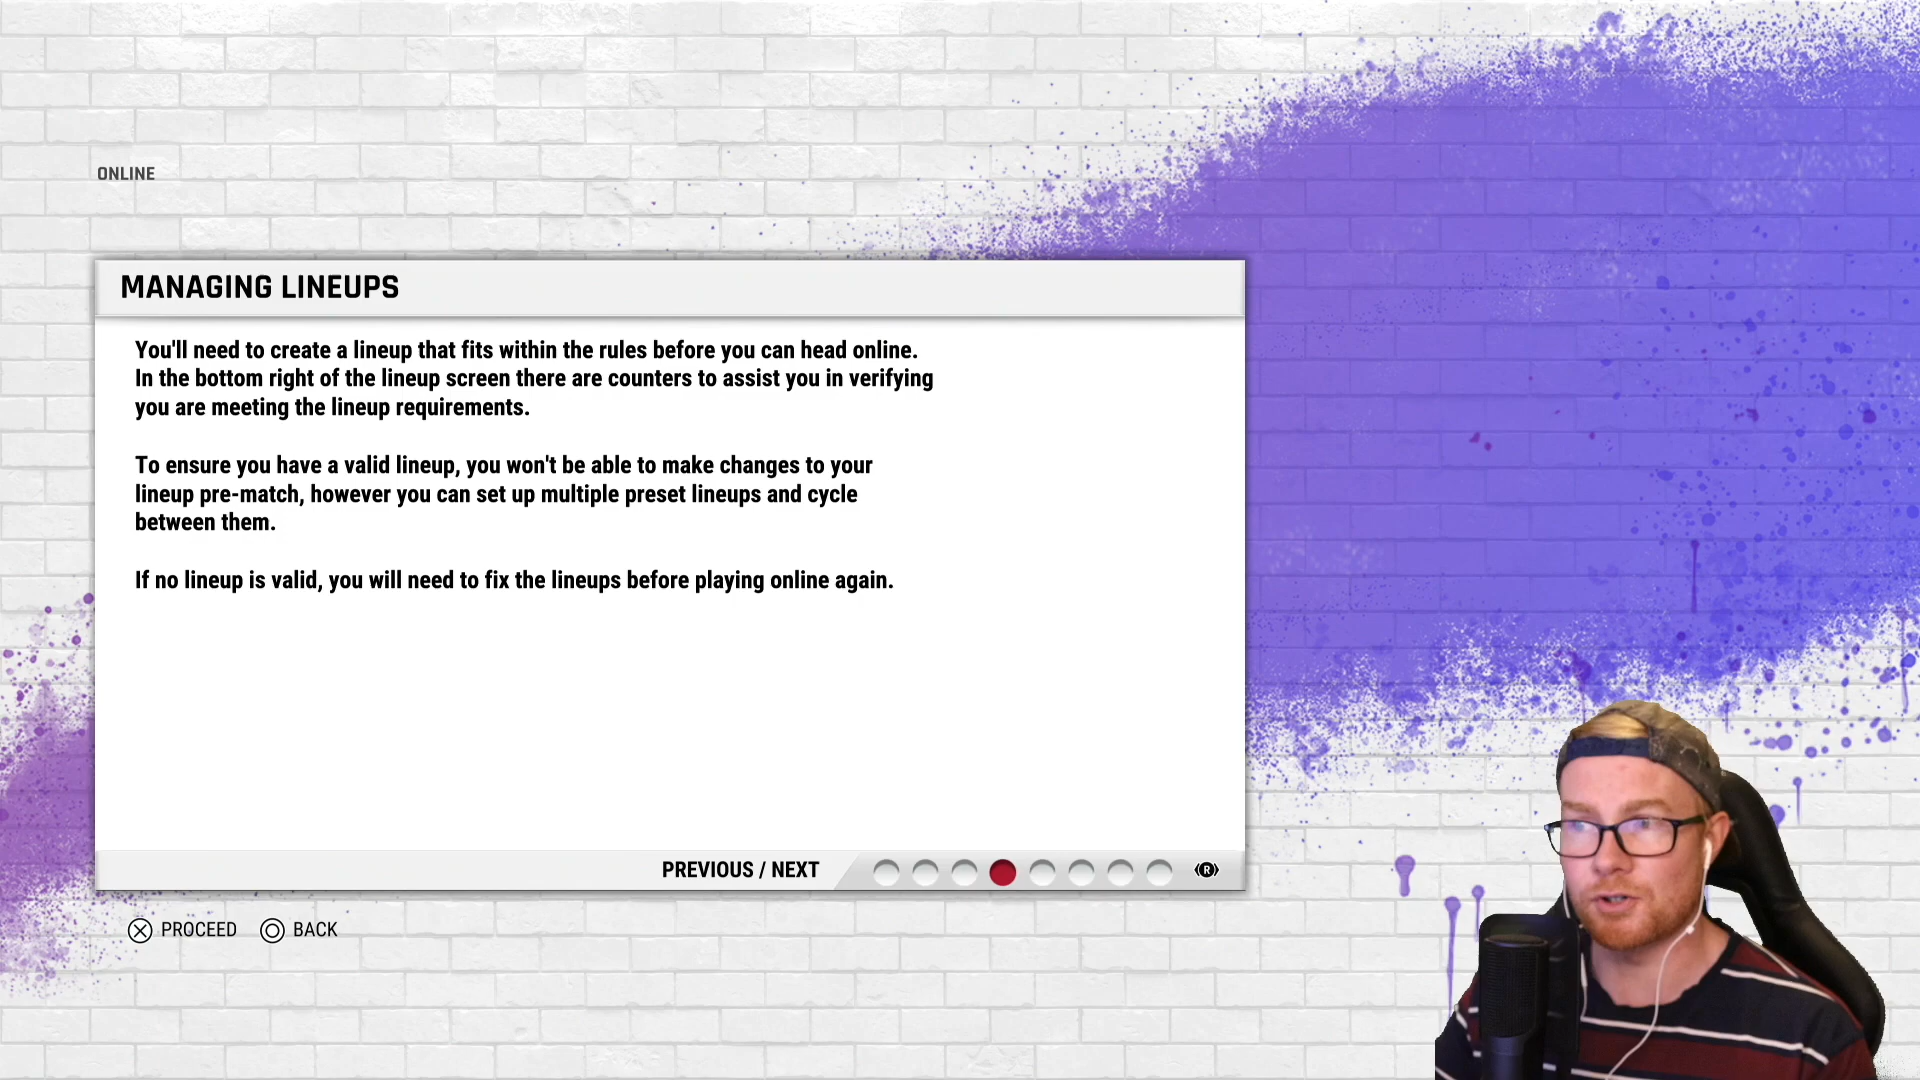 ONLINE
MANAGING LINEUPS
You'll need to create a lineup that fits within the rules before you can head online.
In the bottom right of the lineup screen there are counters to assist you in verifying
you are meeting the lineup requirements.
To ensure you have a valid lineup, you won't be able to make changes to your
lineup pre-match, however you can set up multiple preset lineups and cycle
between them.
If no lineup is valid, you will need to fix the lineups before playing online again.
PREVIOUS / NEXT
R
PROCEED
BACK